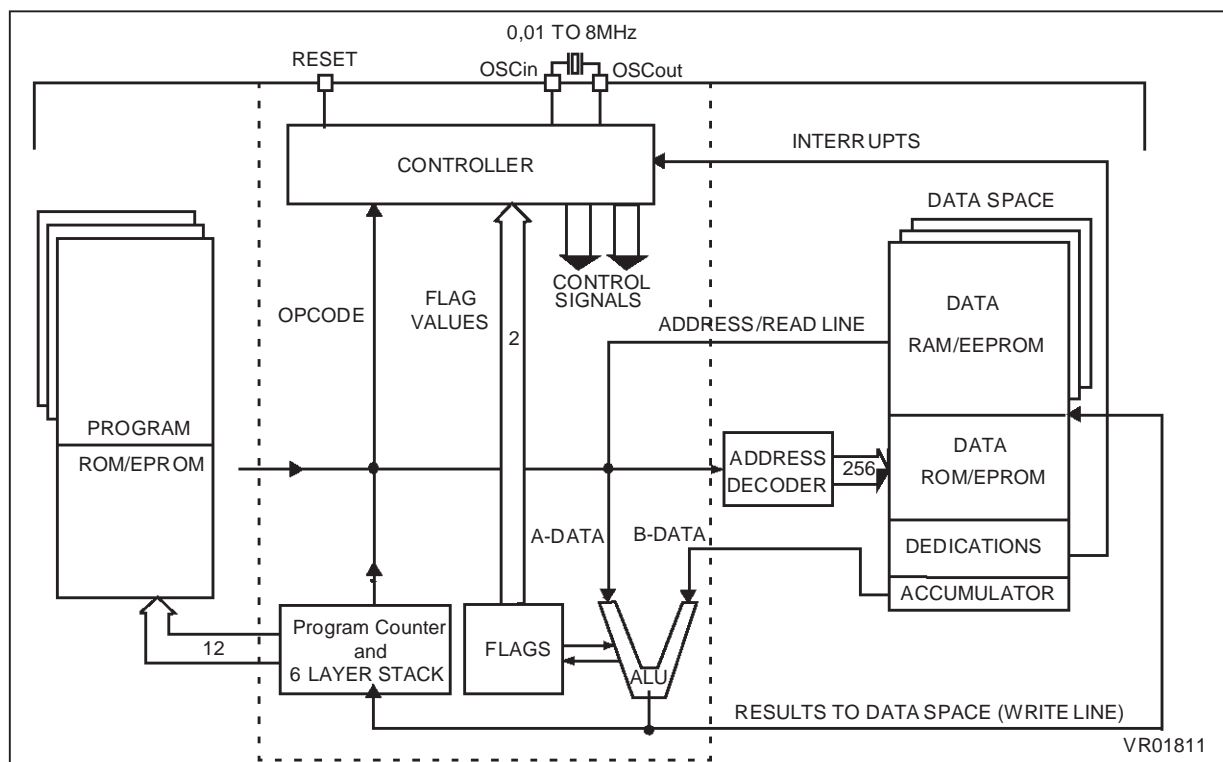 0,01 TO 8MHz
RESET
OSCin
OSCout
INTERRUPTS
CONTROLLER
DATA SPACE
CONTROL
SIGNALS
OPCODE
FLAG
VALUES
2
ADDRESS/READ LINE
DATA
RAM/EEPROM
PROGRAM
ROM/EPROM
ADDRESS
DECODER
256
DATA
ROM/EPROM
A-DATA
B-DATA
DEDICATIONS
ACCUMULATOR
12
Program Counter
and
6 LAYER STACK
FLAGS
ALU
RESULTS TO DATA SPACE (WRITE LINE)
VR01811